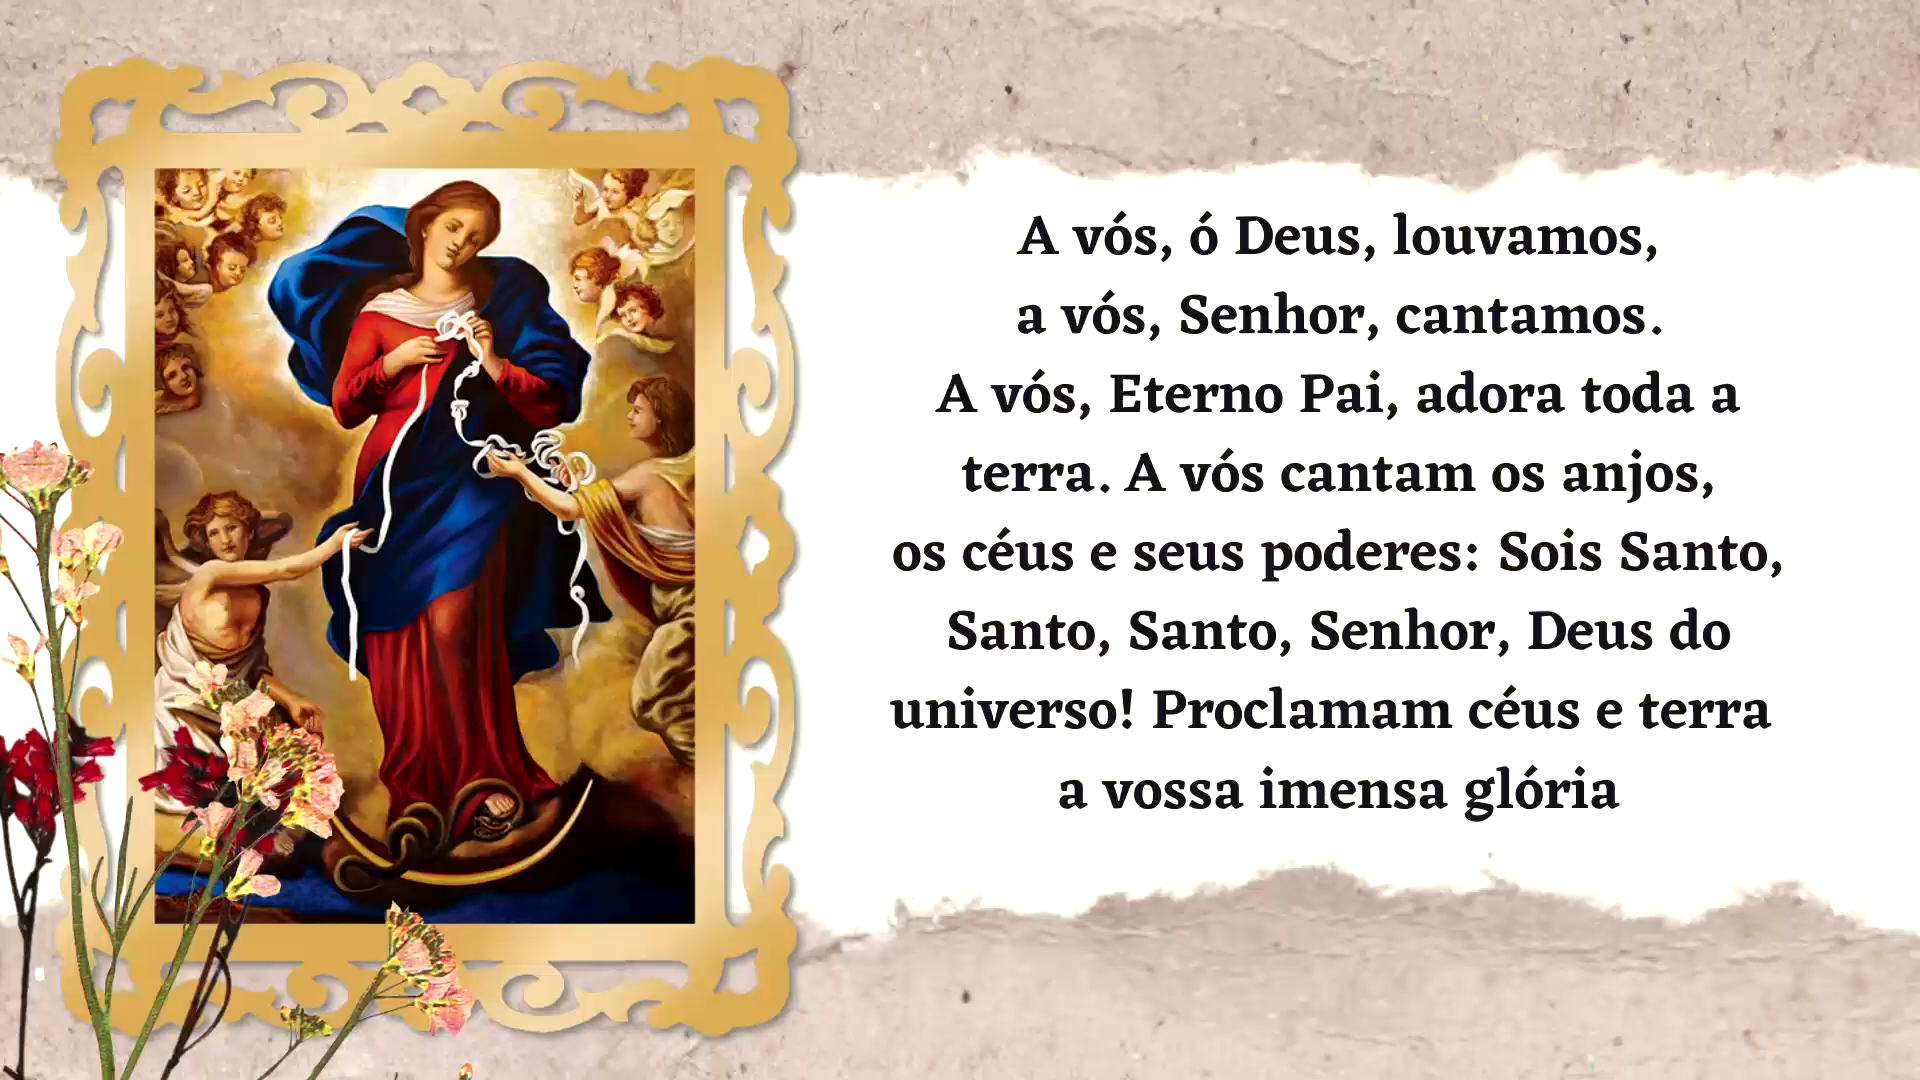 A vós, ó Deus, louvamos,
a vós, Senhor, cantamos.
A vós, Eterno Pai, adora toda a
terra. A vós cantam os anjos,
os céus e seus poderes: Sois Santo,
Santo, Santo, Senhor, Deus do
universo! Proclamam céus e terra
a vossa imensa glória